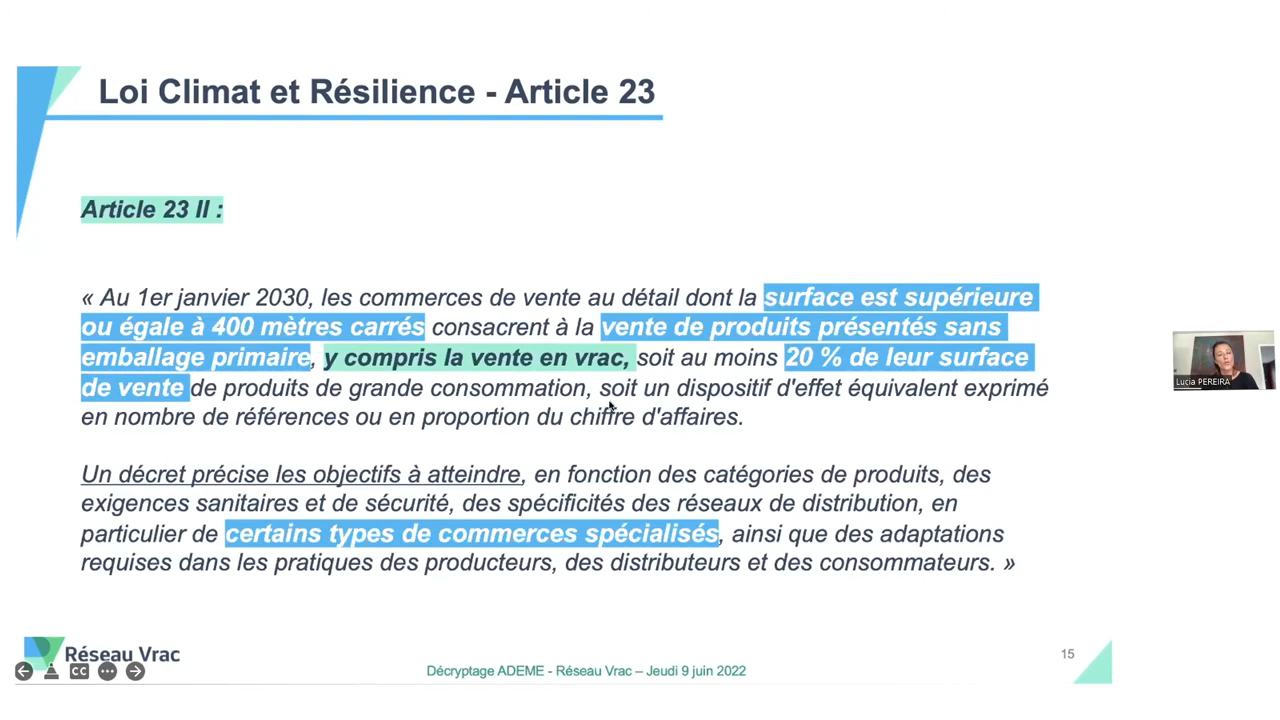 Loi Climat et Résilience - Article 23
Article 23 II :
« Au 1er janvier 2030, les commerces de vente au détail dont la surface est supérieure
ou égale à 400 mètres carrés consacrent à la vente de produits présentés sans
emballage primaire, y compris la vente en vrac, soit au moins 20 % de leur surface
de vente de produits de grande consommation, soit un dispositif d'effet équivalent exprimé
en nombre de références ou en proportion du chiffre d'affaires.
Un décret précise les objectifs à atteindre, en fonction des catégories de produits, des
exigences sanitaires et de sécurité, des spécificités des réseaux de distribution, en
particulier de certains types de commerces spécialisés, ainsi que des adaptations
requises dans les pratiques des producteurs, des distributeurs et des consommateurs. »
Lucia PEREIRA
Réseau Vrac
CC
Décryptage ADEME - Réseau Vrac – Jeudi 9 juin 2022
15